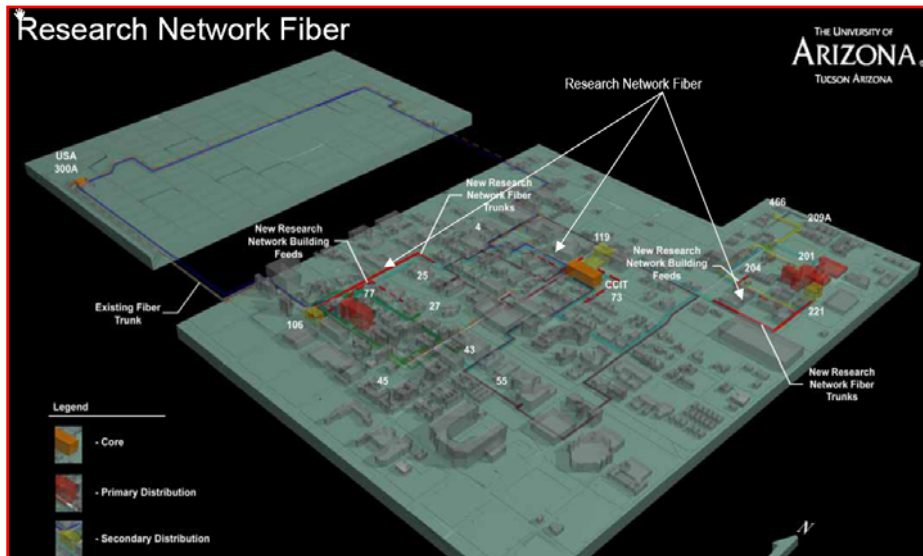 Research Network Fiber
THE UNIVERSITY OF
ARIZONA®
TUCSON ARIZONA
Research Network Fiber
USA
300A
New Research
Network Fiber
Trunks
466
209A
4
119
New Research
Network Building
Feeds
New Research
Network Building
Feeds
201
204
25
CCIT
73
77
27
Existing Fiber
Trunk
106
221
43
New Research
Network Fiber
Trunks
45
55
Legend
- Core
- Primary Distribution
- Secondary Distribution
N